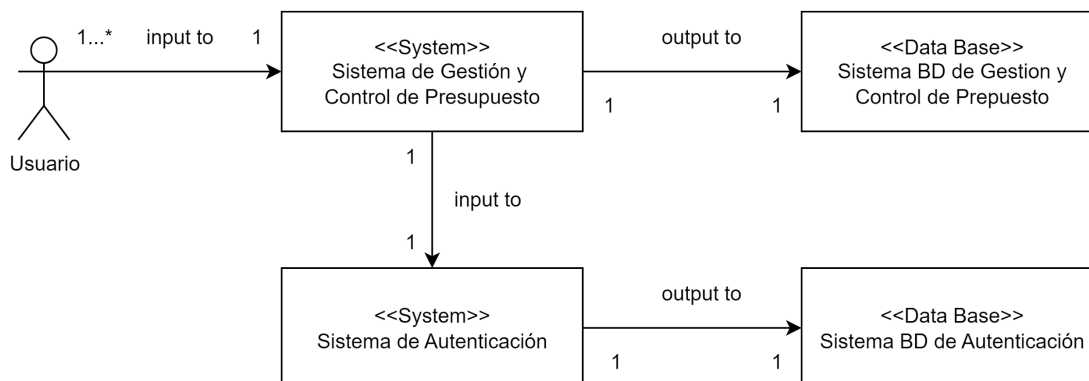 1...* input to 1
Usuario
<<System>>
Sistema de Gestión y
Control de Presupuesto
output to
1 1
<<Data Base>>
Sistema BD de Gestion y
Control de Prepuesto
1
input to
1
<<System>>
Sistema de Autenticación
output to
1 1
<<Data Base>>
Sistema BD de Autenticación